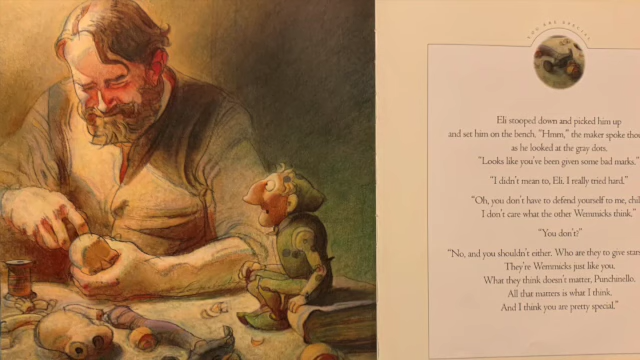 YOU ARE SPECIAL
Eli stooped down and picked him up
and set him on the bench. "Hmm," the maker spoke
as he looked at the gray dots.
"Looks like you've been given some bad marks."
"I didn't mean to, Eli. I really tried hard."
"Oh, you don't have to defend yourself to me,
I don't care what the other Wemmicks think."
"You don't?"
"No, and you shouldn't either. Who are they to give
They're Wemmicks just like you.
What they think doesn't matter, Punchinello.
All that matters is what I think.
And I think you are pretty special."